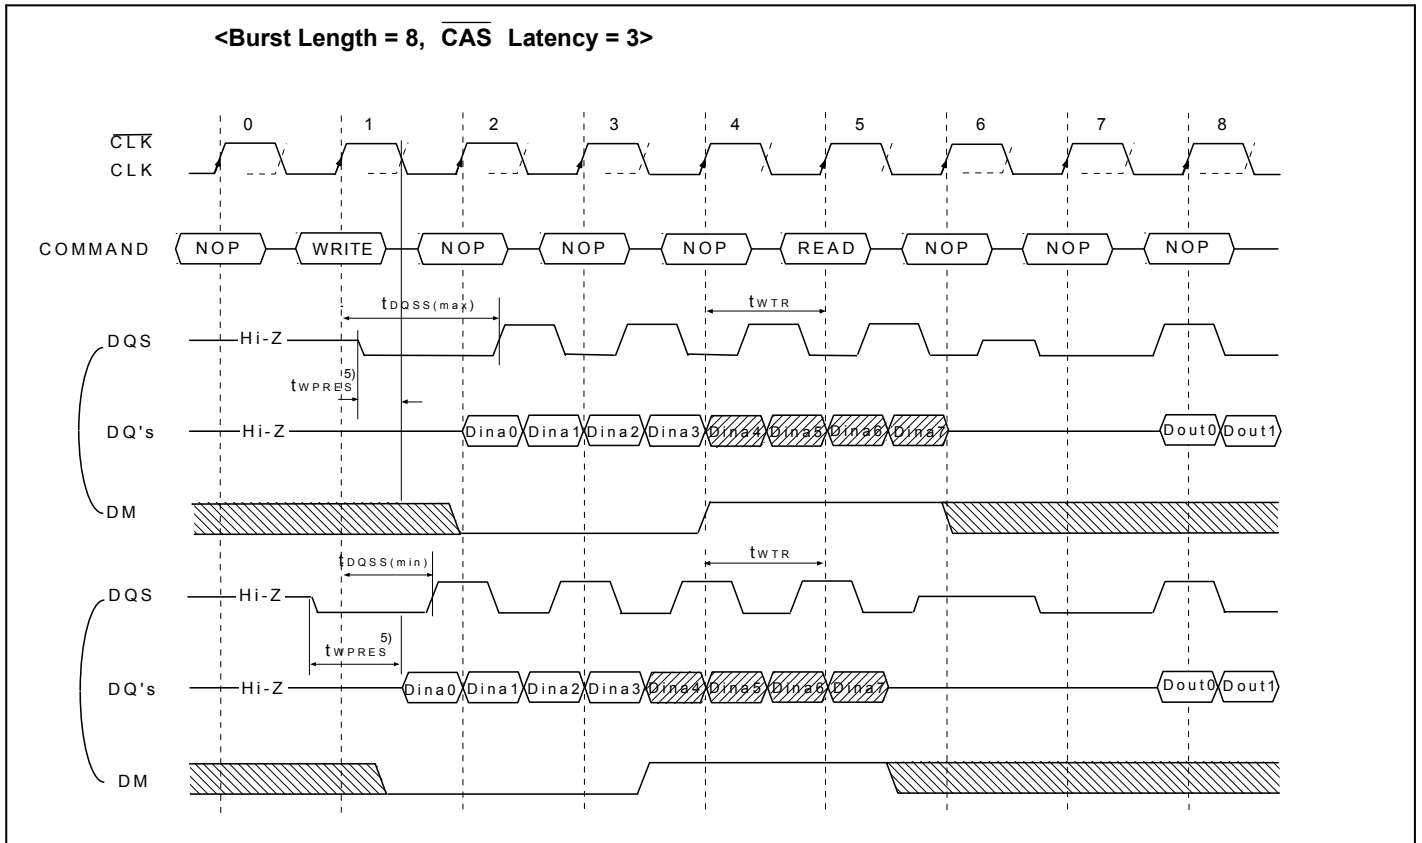 <Burst Length = 8, CAS Latency = 3>
0 1 2 3 4 5 6 7 8
CLK
CLK
COMMAND NOP WRITE NOP NOP NOP READ NOP NOP NOP
tDQSS(max) tWTR
DQS Hi-Z
tWPRES 5)
DQ's Hi-Z Dina0 Dina1 Dina2 Dina3 Dina4 Dina5 Dina6 Dina7 Dout0 Dout1
DM
tDQSS(min) tWTR
DQS Hi-Z
tWPRES 5)
DQ's Hi-Z Dina0 Dina1 Dina2 Dina3 Dina4 Dina5 Dina6 Dina7 Dout0 Dout1
DM